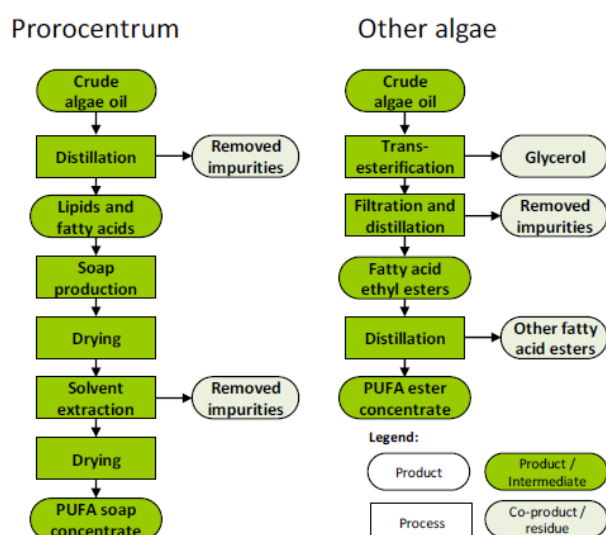 Prorocentrum
Crude
algae oil
Distillation
Removed
impurities
Lipids and
fatty acids
Soap
production
Drying
Solvent
extraction
Removed
impurities
Drying
PUFA soap
concentrate
Other algae
Crude
algae oil
Trans-
esterification
Glycerol
Filtration and
distillation
Removed
impurities
Fatty acid
ethyl esters
Distillation
Other fatty
acid esters
PUFA ester
concentrate
Legend:
Product
Product /
Intermediate
Process
Co-product /
residue